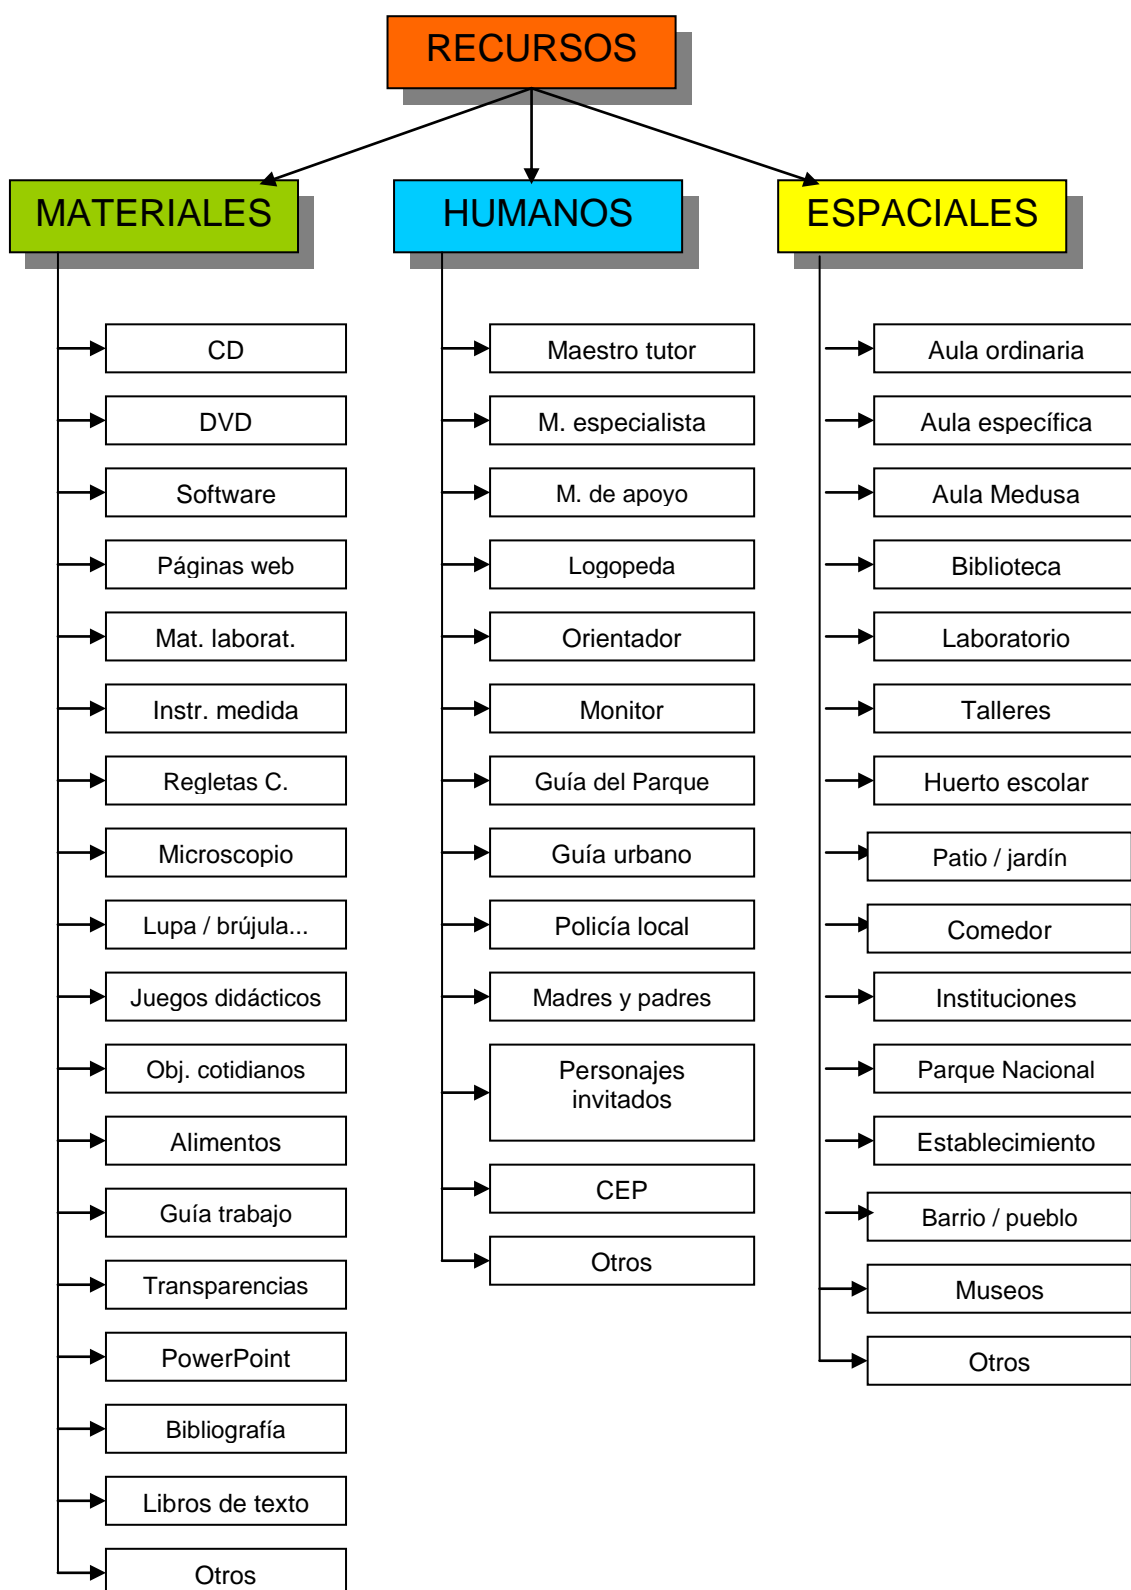 RECURSOS
MATERIALES
CD
DVD
Software
Páginas web
Mat. laborat.
Instr. medida
Regletas C.
Microscopio
Lupa / brújula...
Juegos didácticos
Obj. cotidianos
Alimentos
Guía trabajo
Transparencias
PowerPoint
Bibliografía
Libros de texto
Otros
HUMANOS
Maestro tutor
M. especialista
M. de apoyo
Logopeda
Orientador
Monitor
Guía del Parque
Guía urbano
Policía local
Madres y padres
Personajes
invitados
CEP
Otros
ESPACIALES
Aula ordinaria
Aula específica
Aula Medusa
Biblioteca
Laboratorio
Talleres
Huerto escolar
Patio / jardín
Comedor
Instituciones
Parque Nacional
Establecimiento
Barrio / pueblo
Museos
Otros